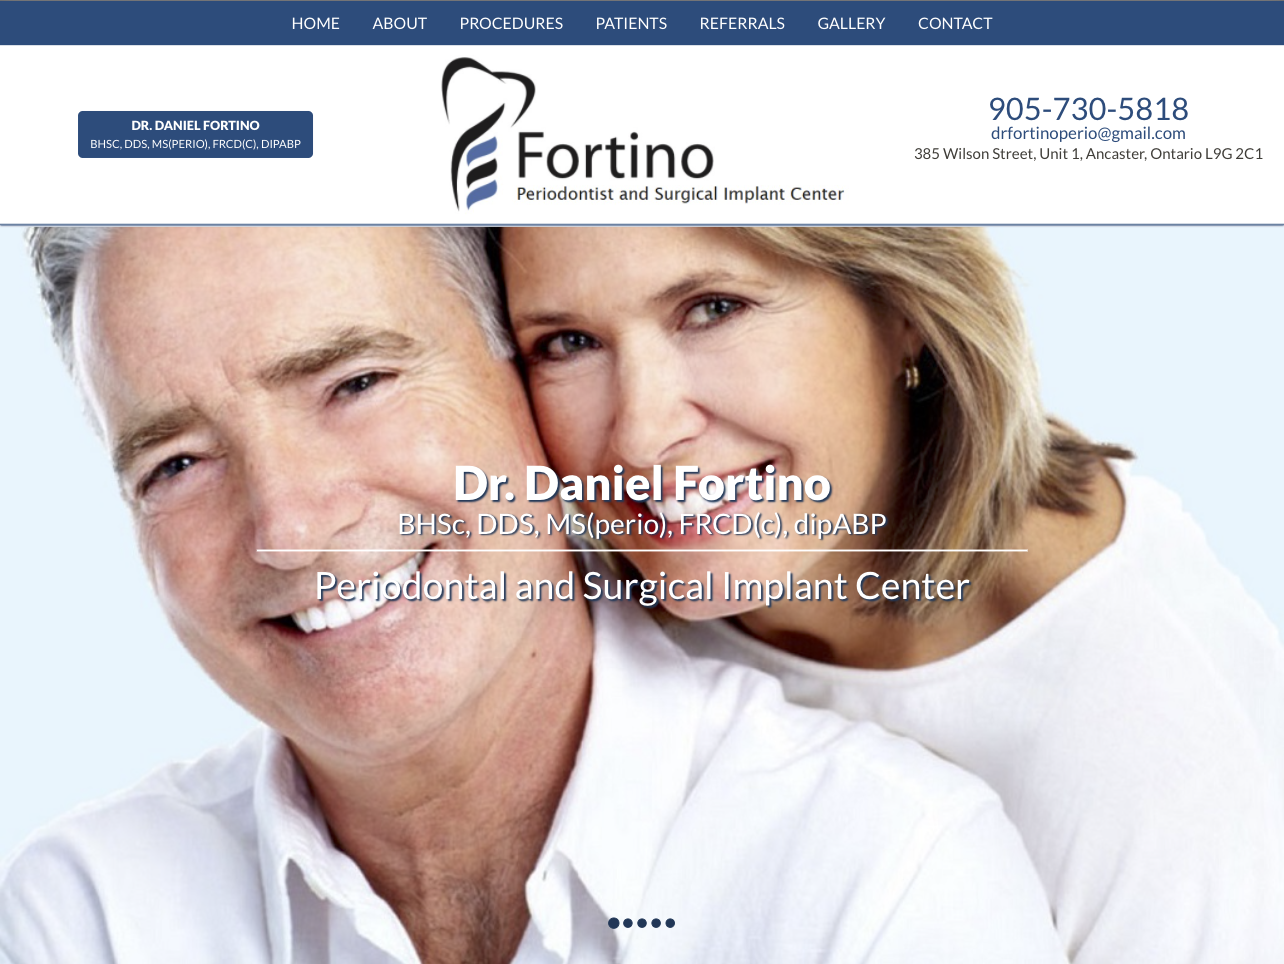 HOME ABOUT PROCEDURES PATIENTS REFERRALS GALLERY CONTACT
DR. DANIEL FORTINO
BHSC, DDS, MS(PERIO), FRCD(C), DIPABP
Fortino
Periodontist and Surgical Implant Center
905-730-5818
drfortinoperio@gmail.com
385 Wilson Street, Unit 1, Ancaster, Ontario L9G 2C1
Dr. Daniel Fortino
BHSc, DDS, MS(perio), FRCD(c), dipABP
Periodontal and Surgical Implant Center